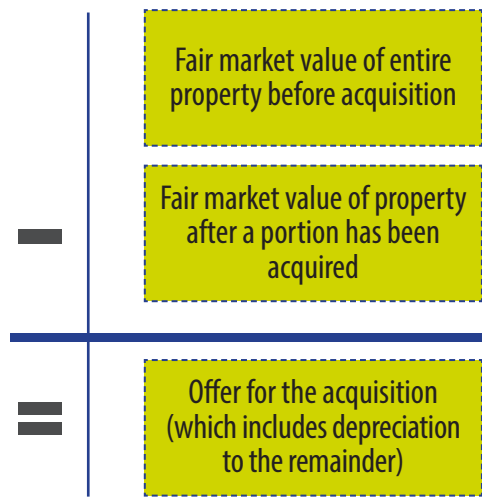 Fair market value of entire
property before acquisition
Fair market value of property
after a portion has been
acquired
Offer for the acquisition
(which includes depreciation
to the remainder)